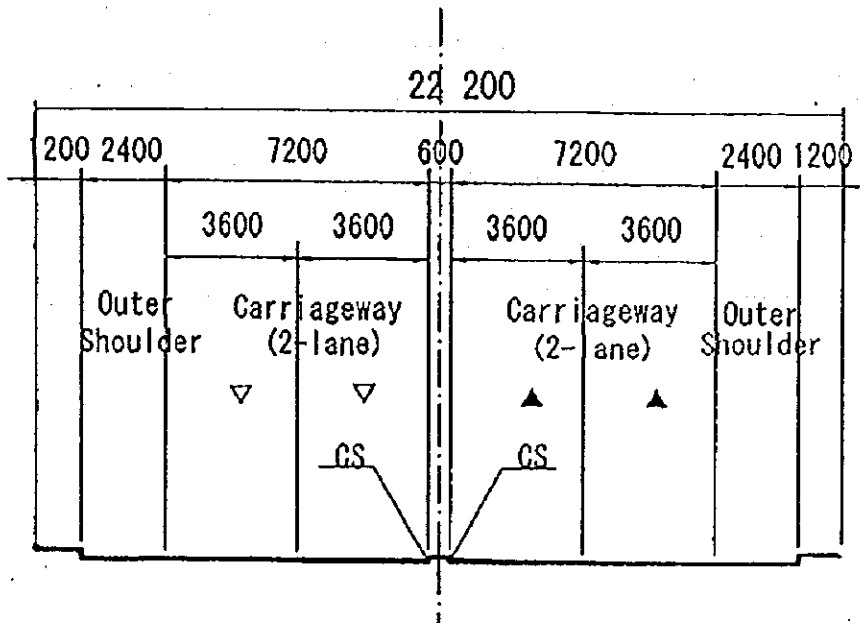 22 200
1200 2400 7200 600 7200 2400 1200
3600 3600 3600 3600
Outer Shoulder
Carriageway (2-lane)
Carriageway (2-lane)
Outer Shoulder
CS CS